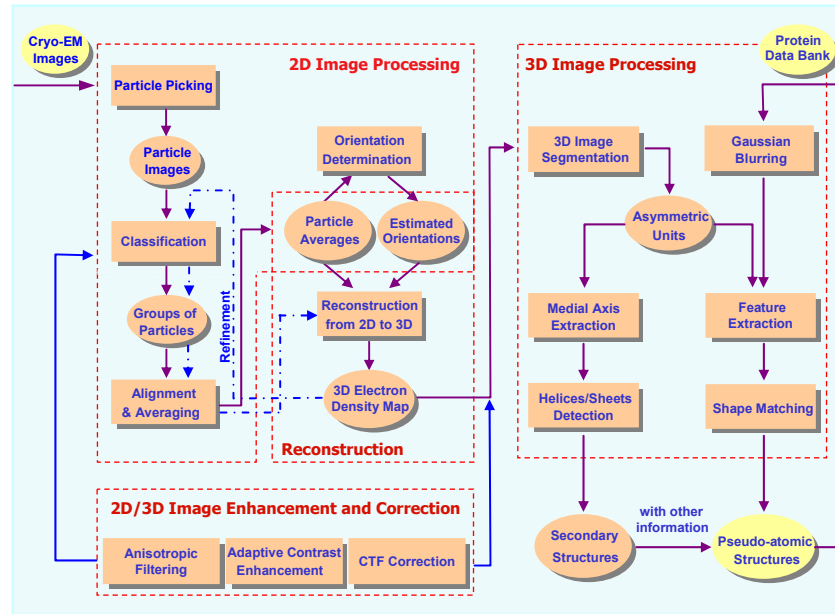 Cryo-EM
Images
2D Image Processing
Particle Picking
Particle
Images
Classification
Groups of
Particles
Alignment
& Averaging
Refinement
Orientation
Determination
Particle
Averages
Estimated
Orientations
Reconstruction
from 2D to 3D
3D Electron
Density Map
Reconstruction
3D Image Processing
Protein
Data Bank
3D Image
Segmentation
Gaussian
Blurring
Asymmetric
Units
Medial Axis
Extraction
Feature
Extraction
Helices/Sheets
Detection
Shape Matching
2D/3D Image Enhancement and Correction
Anisotropic
Filtering
Adaptive Contrast
Enhancement
CTF Correction
Secondary
Structures
with other
information
Pseudo-atomic
Structures